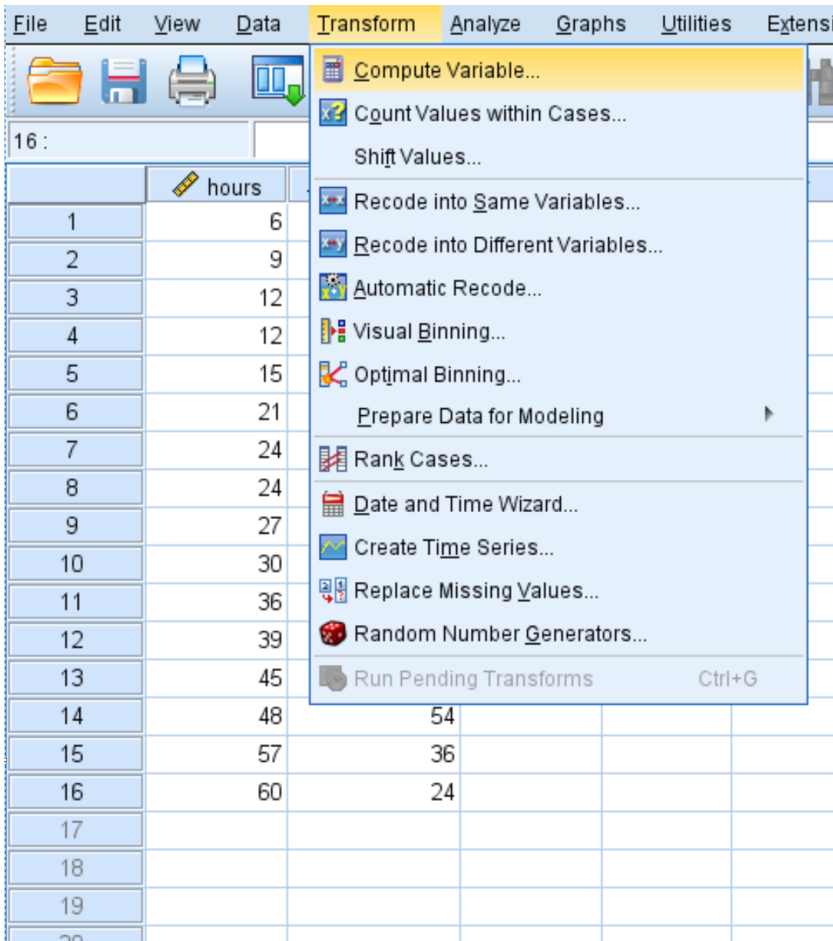 File Edit View Data Transform Analyze Graphs Utilities
16 :
Compute Variable...
Count Values within Cases...
Shift Values...
Recode into Same Variables...
Recode into Different Variables...
Automatic Recode...
Visual Binning...
Optimal Binning...
Prepare Data for Modeling
Rank Cases...
Date and Time Wizard...
Create Time Series...
Replace Missing Values...
Random Number Generators...
Run Pending Transforms Ctrl+G
hours
1 6
2 9
3 12
4 12
5 15
6 21
7 24
8 24
9 27
10 30
11 36
12 39
13 45
14 48 54
15 57 36
16 60 24
17
18
19